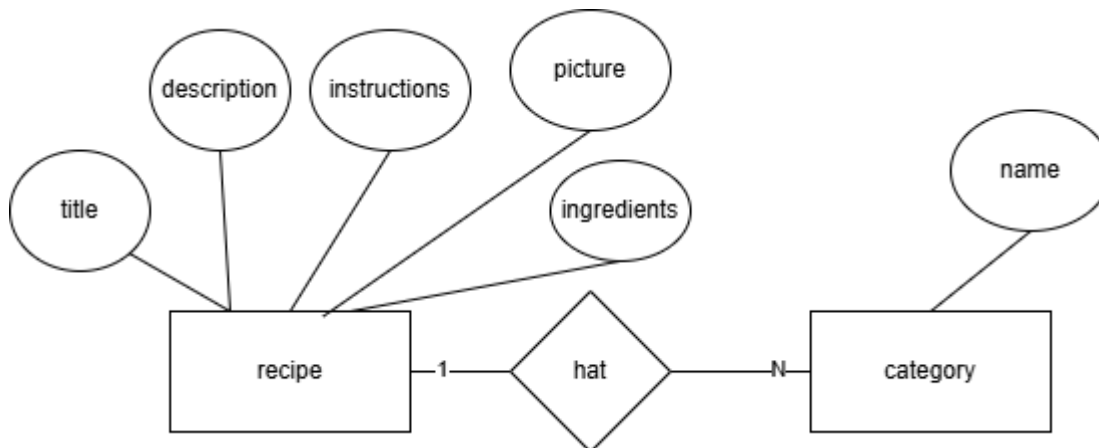 picture
description
instructions
name
title
ingredients
recipe
1
hat
N
category